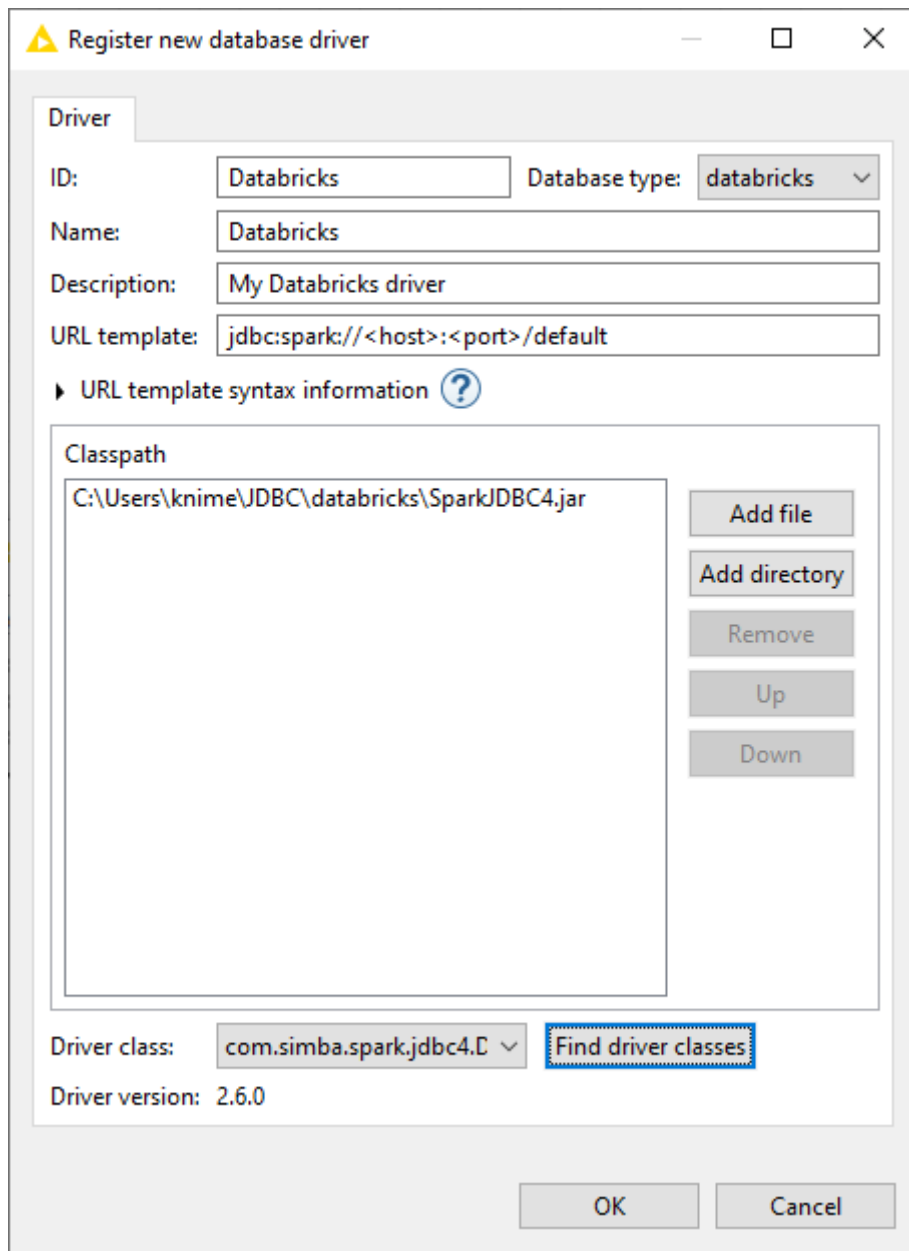 Register new database driver
Driver
ID: Databricks Database type: databricks
Name: Databricks
Description: My Databricks driver
URL template: jdbc:spark://<host>:<port>/default
URL template syntax information ?
Classpath
C:\Users\knime\JDBC\databricks\SparkJDBC4.jar
Add file
Add directory
Remove
Up
Down
Driver class: com.simba.spark.jdbc4.D Find driver classes
Driver version: 2.6.0
OK Cancel